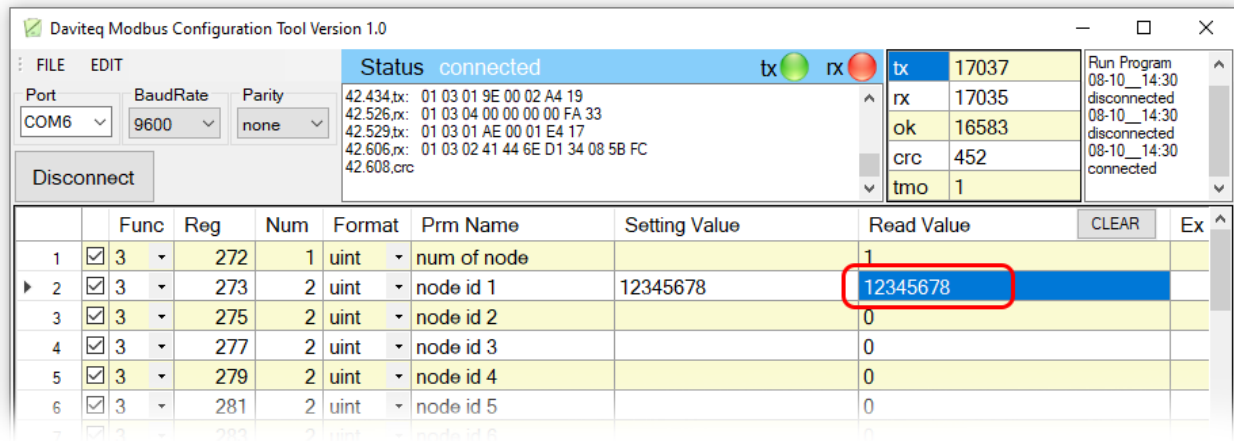 Daviteq Modbus Configuration Tool Version 1.0
FILE EDIT
Port BaudRate Parity
COM6 9600 none
Disconnect
Status connected tx rx
42.434,tx: 01 03 01 9E 00 02 A4 19
42.526,rx: 01 03 04 00 00 00 00 FA 33
42.529,tx: 01 03 01 AE 00 01 E4 17
42.606,rx: 01 03 02 41 44 6E D1 34 08 5B FC
42.608,crc
tx 17037
rx 17035
ok 16583
crc 452
tmo 1
Run Program
08-10__14:30
disconnected
08-10__14:30
disconnected
08-10__14:30
connected
Func Reg Num Format Prm Name Setting Value Read Value CLEAR Ex
1 3 272 1 uint num of node 1
2 3 273 2 uint node id 1 12345678 12345678
3 3 275 2 uint node id 2 0
4 3 277 2 uint node id 3 0
5 3 279 2 uint node id 4 0
6 3 281 2 uint node id 5 0
7 3 283 2 uint node id 6